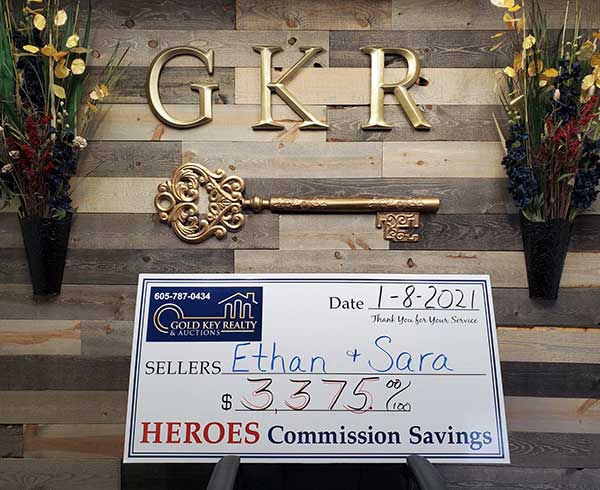 GKR
605-787-0434
GOLD KEY REALTY
& AUCTIONS
Date 1-8-2021
Thank You for Your Service
SELLERS Ethan + Sara
$ 3,375. 00/100
HEROES Commission Savings